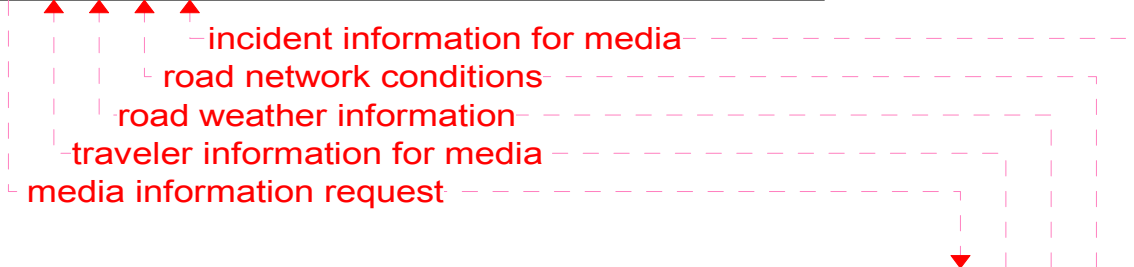 incident information for media
road network conditions
road weather information
traveler information for media
media information request